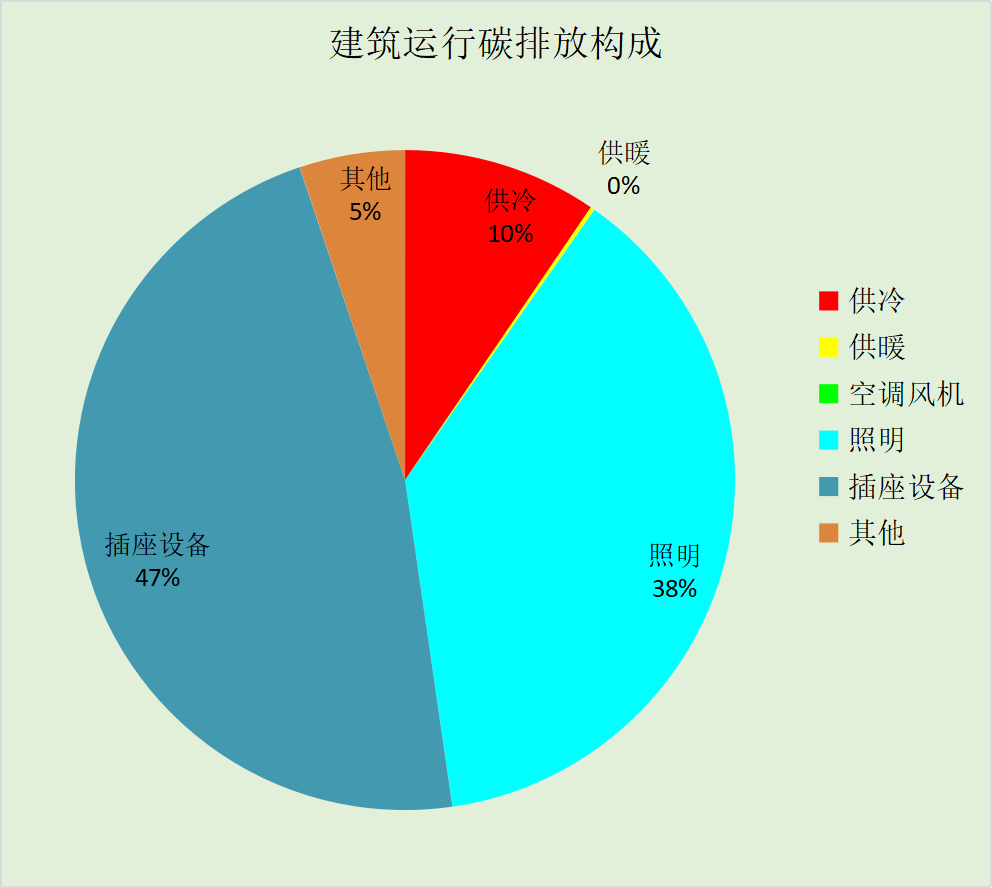 建筑运行碳排放构成
供暖
0%
其他
5%
供冷
10%
插座设备
47%
照明
38%
供冷
供暖
空调风机
照明
插座设备
其他